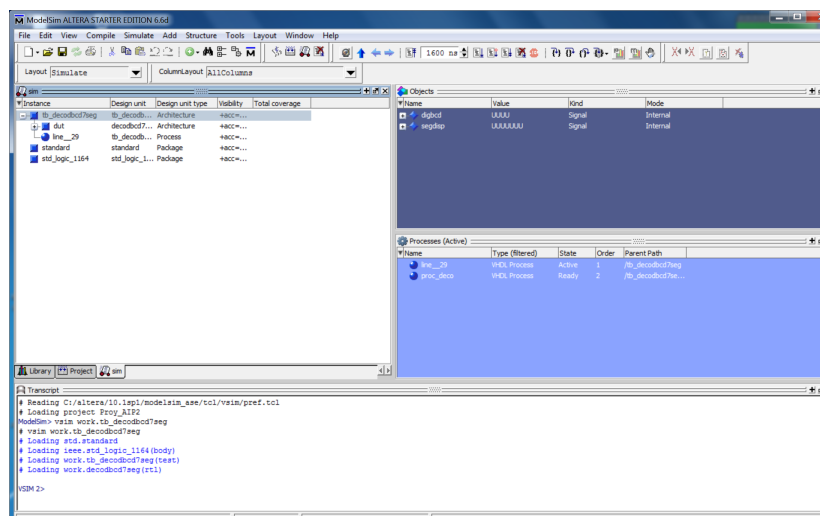 ModelSim ALTERA STARTER EDITION 6.6d
File Edit View Compile Simulate Add Structure Tools Layout Window Help
1600 ns
Layout Simulate ColumnLayout AllColumns
sim
Instance Design unit Design unit type Visibility Total coverage
tb_decodbcd7seg tb_decodb... Architecture +acc=...
dut decodbcd7... Architecture +acc=...
line__29 tb_decodb... Process +acc=...
standard standard Package +acc=...
std_logic_1164 std_logic_1... Package +acc=...
Library Project sim
Objects
Name Value Kind Mode
digbcd UUUU Signal Internal
segdisp UUUUUUU Signal Internal
Processes (Active)
Name Type (filtered) State Order Parent Path
line__29 VHDL Process Active 1 /tb_decodbcd7seg
proc_deco VHDL Process Ready 2 /tb_decodbcd7se...
Transcript
# Reading C:/altera/10.1sp1/modelsim_ase/tcl/vsim/pref.tcl
# Loading project Proy_AIP2
ModelSim> vsim work.tb_decodbcd7seg
# vsim work.tb_decodbcd7seg
# Loading std.standard
# Loading ieee.std_logic_1164(body)
# Loading work.tb_decodbcd7seg(test)
# Loading work.decodbcd7seg(rtl)
VSIM 2>